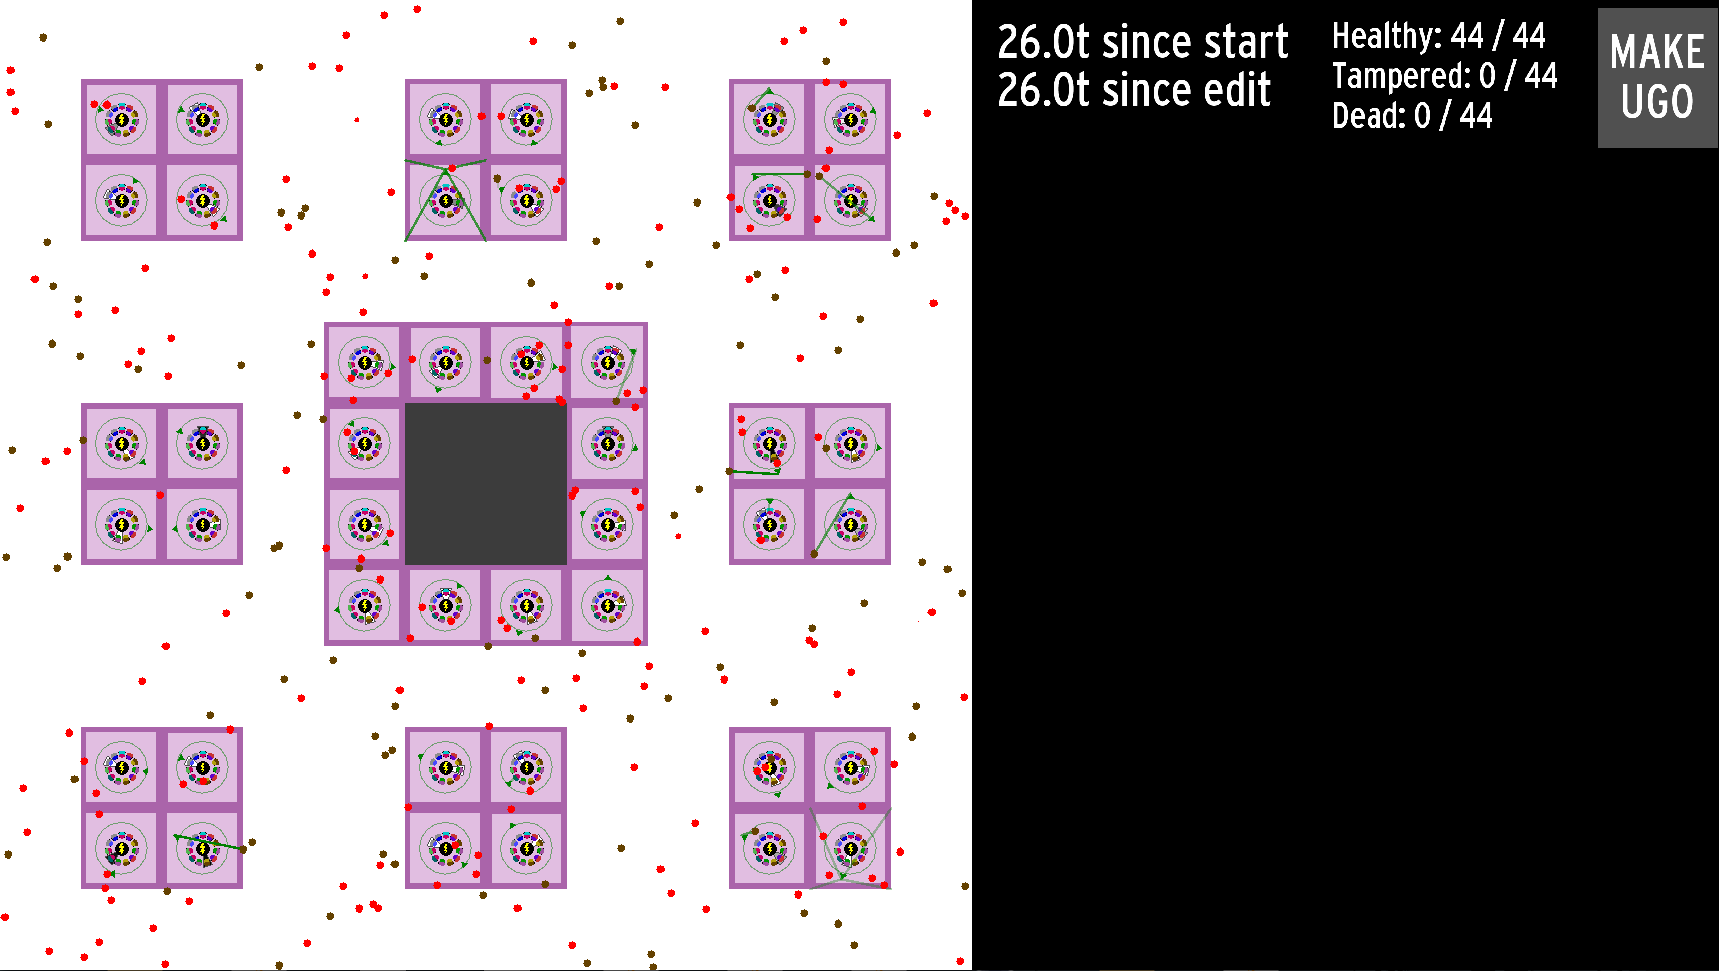 26.0t since start
26.0t since edit
Healthy: 44 / 44
Tampered: 0 / 44
Dead: 0 / 44
MAKE
UGO